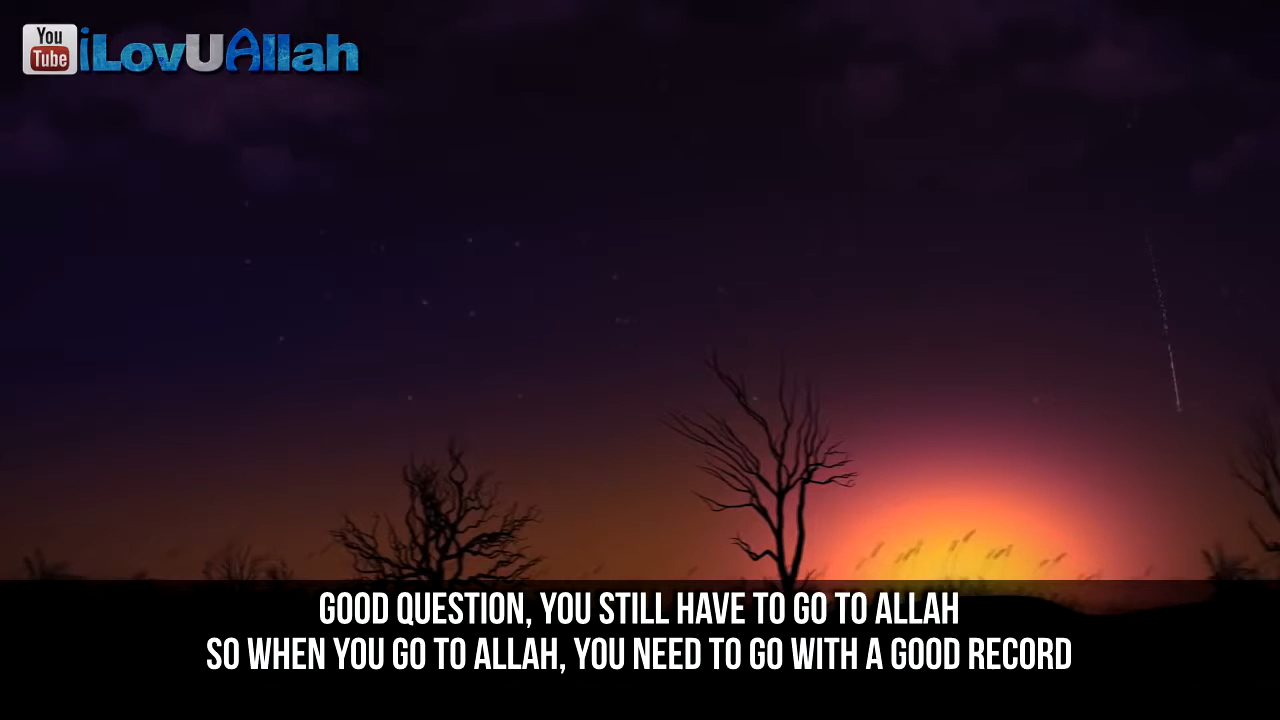 You Tube iLovUAllah
GOOD QUESTION, YOU STILL HAVE TO GO TO ALLAH
SO WHEN YOU GO TO ALLAH, YOU NEED TO GO WITH A GOOD RECORD